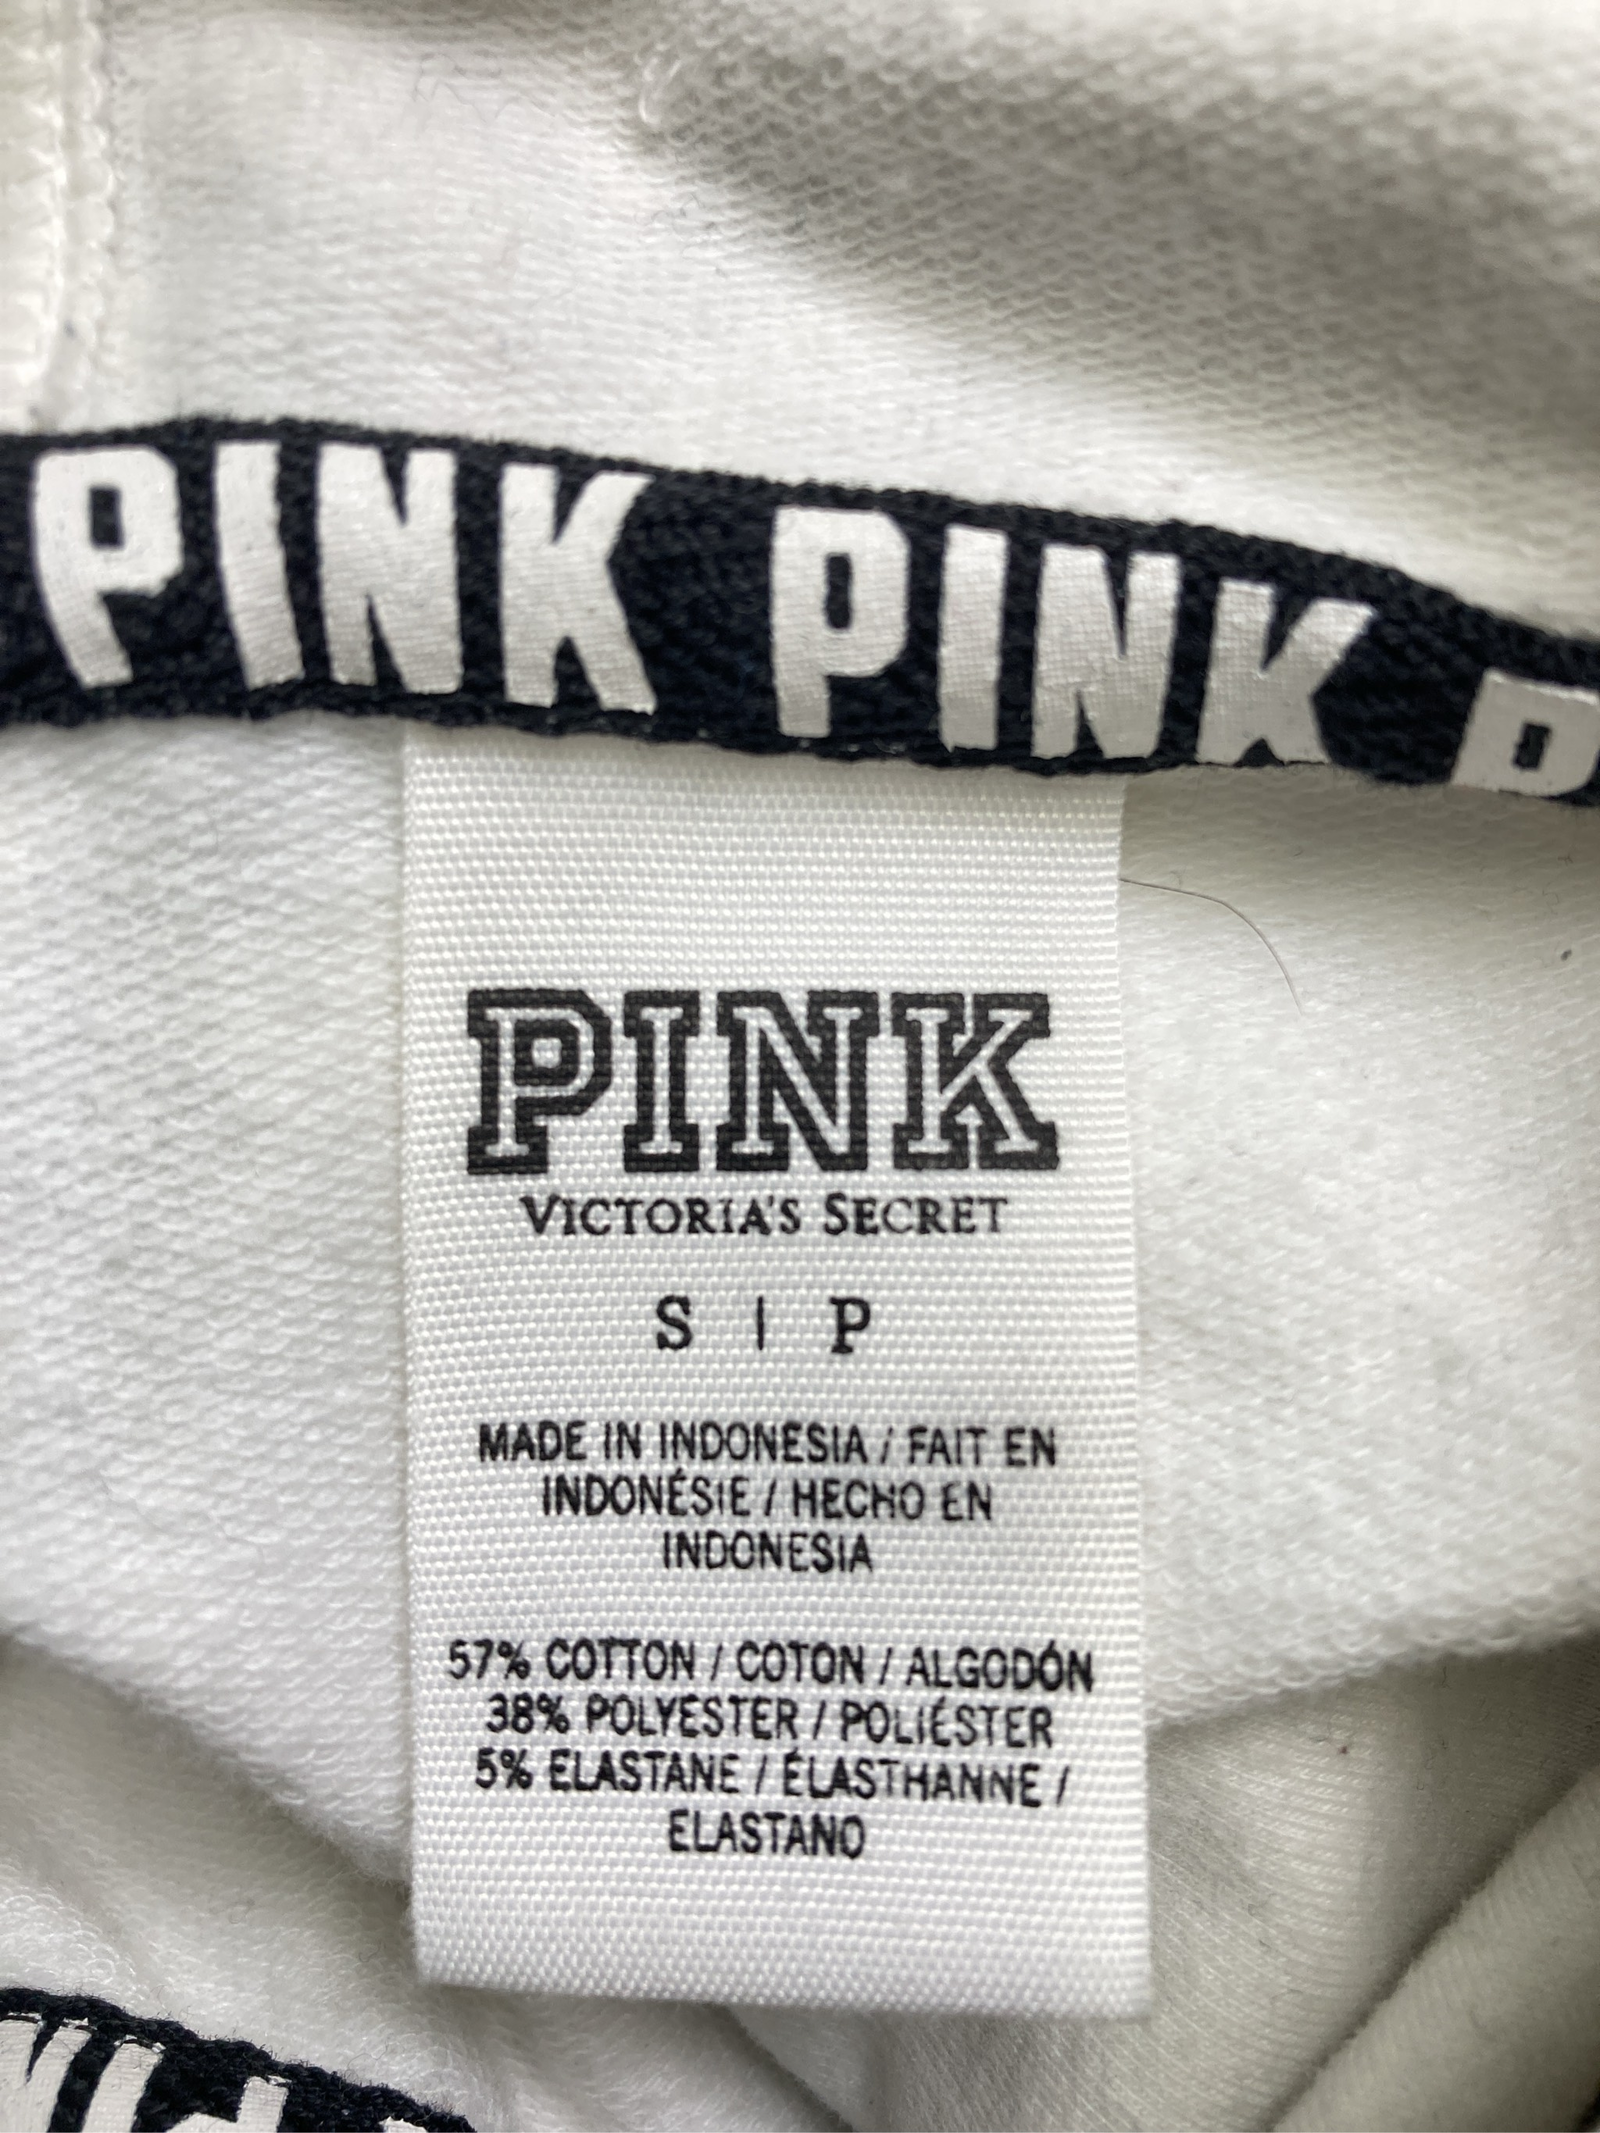 PINK PINK P
PINK
VICTORIA'S SECRET
S | P
MADE IN INDONESIA / FAIT EN
INDONÉSIE / HECHO EN
INDONESIA
57% COTTON / COTON / ALGODÓN
38% POLYESTER / POLIÉSTER
5% ELASTANE / ÉLASTHANNE /
ELASTANO